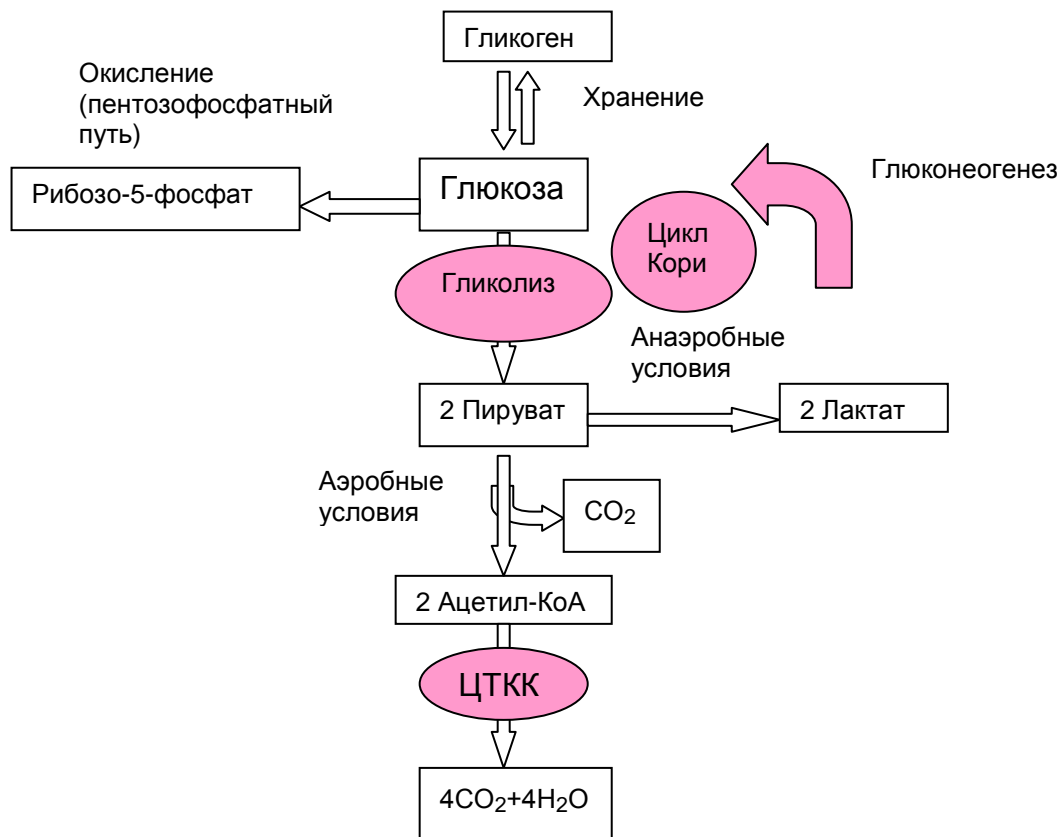 Гликоген
Окисление
(пентозофосфатный
путь)
Хранение
Рибозо-5-фосфат
Глюкоза
Глюконеогенез
Цикл
Кори
Гликолиз
Анаэробные
условия
2 Пируват
2 Лактат
Аэробные
условия
CO₂
2 Ацетил-КоА
ЦТКК
4CO₂+4H₂O